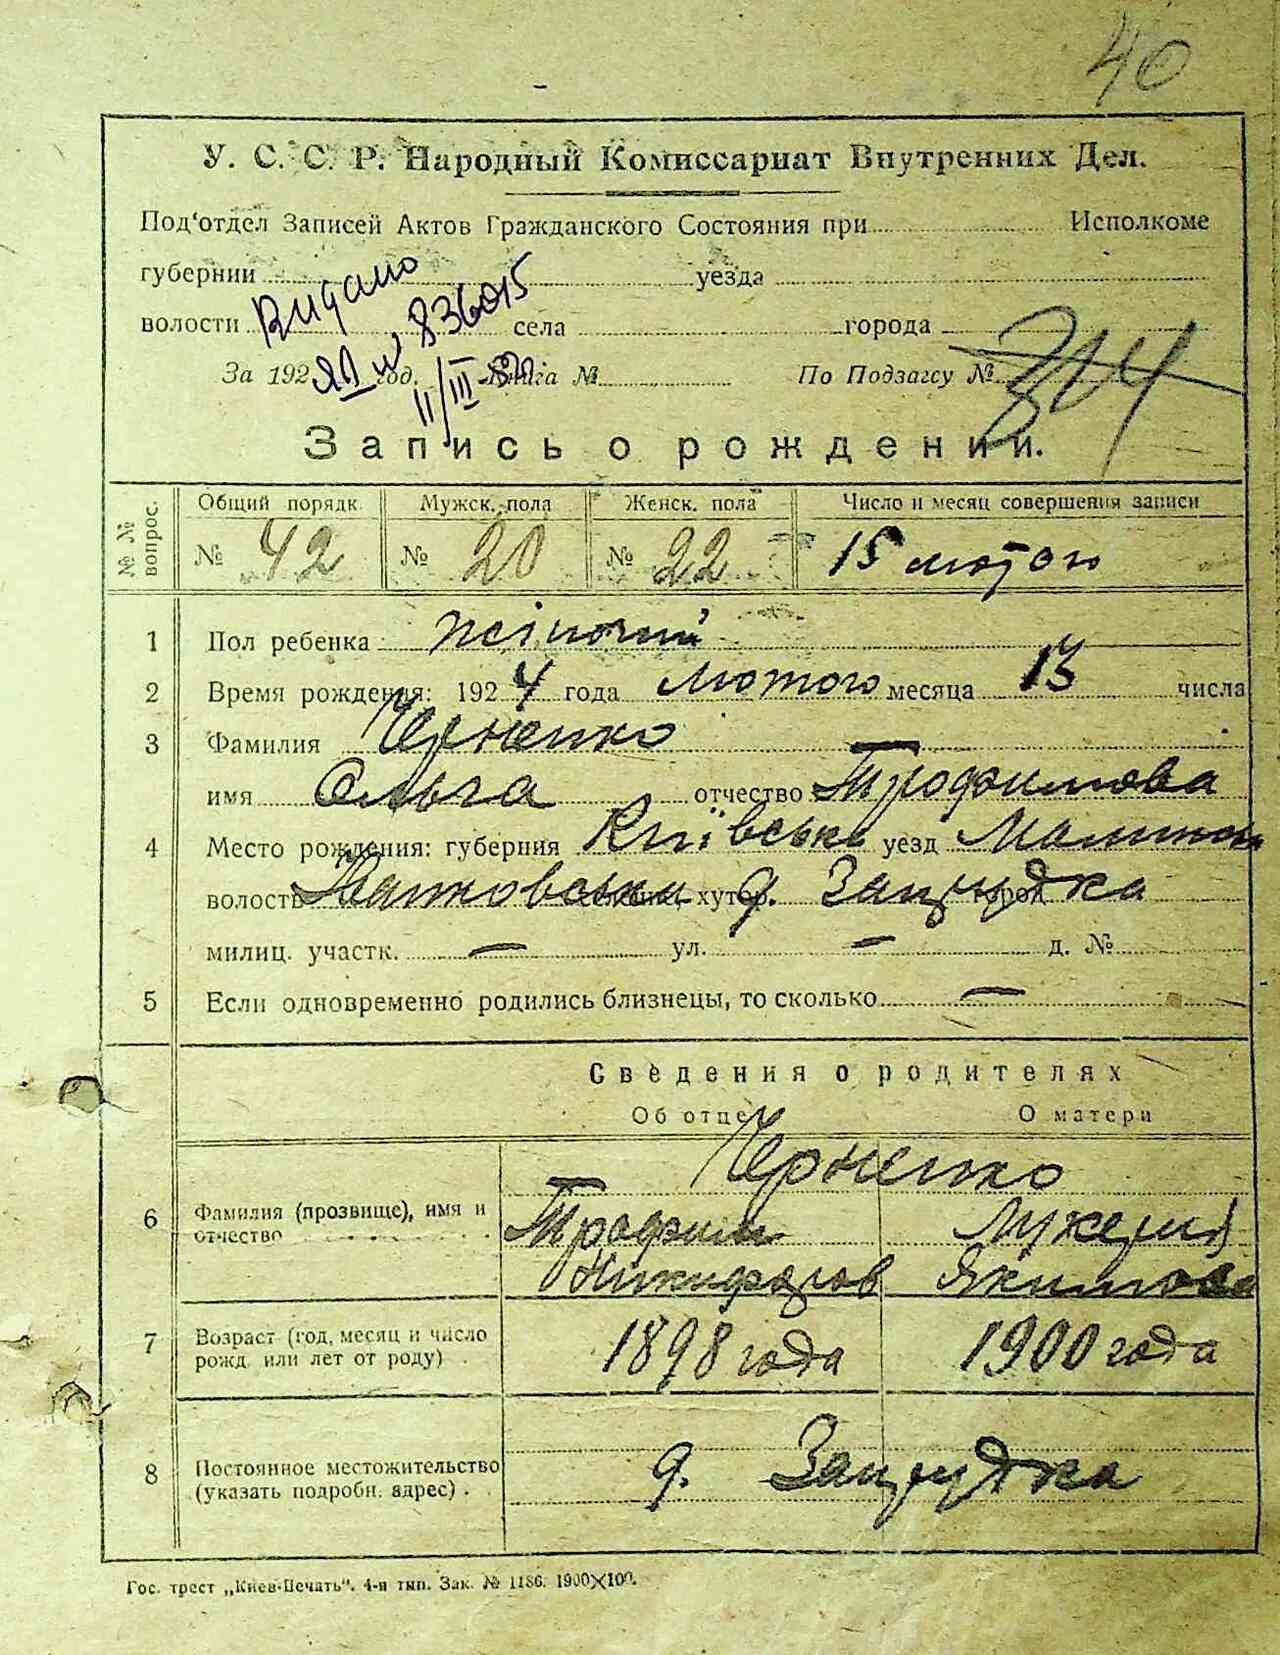 40
У. С. С. Р. Народный Комиссариат Внутренних Дел.
Под'отдел Записей Актов Гражданского Состояния при Исполкоме
губернии уезда
волости села города
Видано
ЯЛ № 836015
11/III-
За 192 год. Книга № По Подзагсу №
314
Запись о рождении.
№ № вопрос. Общий порядк. Мужск. пола Женск. пола Число и месяц совершения записи
№ 42 № 20 № 22 15 лютого
1 Пол ребенка жіночий
2 Время рождения: 1924 года лютого месяца 13 числа
3 Фамилия Черненко —
имя Ольга отчество Трофимова
4 Место рождения: губерния Київська уезд
волость хутор. д. город
милиц. участк. — ул. — д. №
5 Если одновременно родились близнецы, то сколько —
Сведения о родителях
Об отце О матери
Черненко
6 Фамилия (прозвище), имя и отчество Трофим Лукерия
Никифоров Якимова
7 Возраст (год, месяц и число рожд. или лет от роду) 1898 года 1900 года
8 Постоянное местожительство (указать подробн. адрес) д.
Гос. трест „Киев-Печать". 4-я тип. Зак. № 1186. 1900×100.